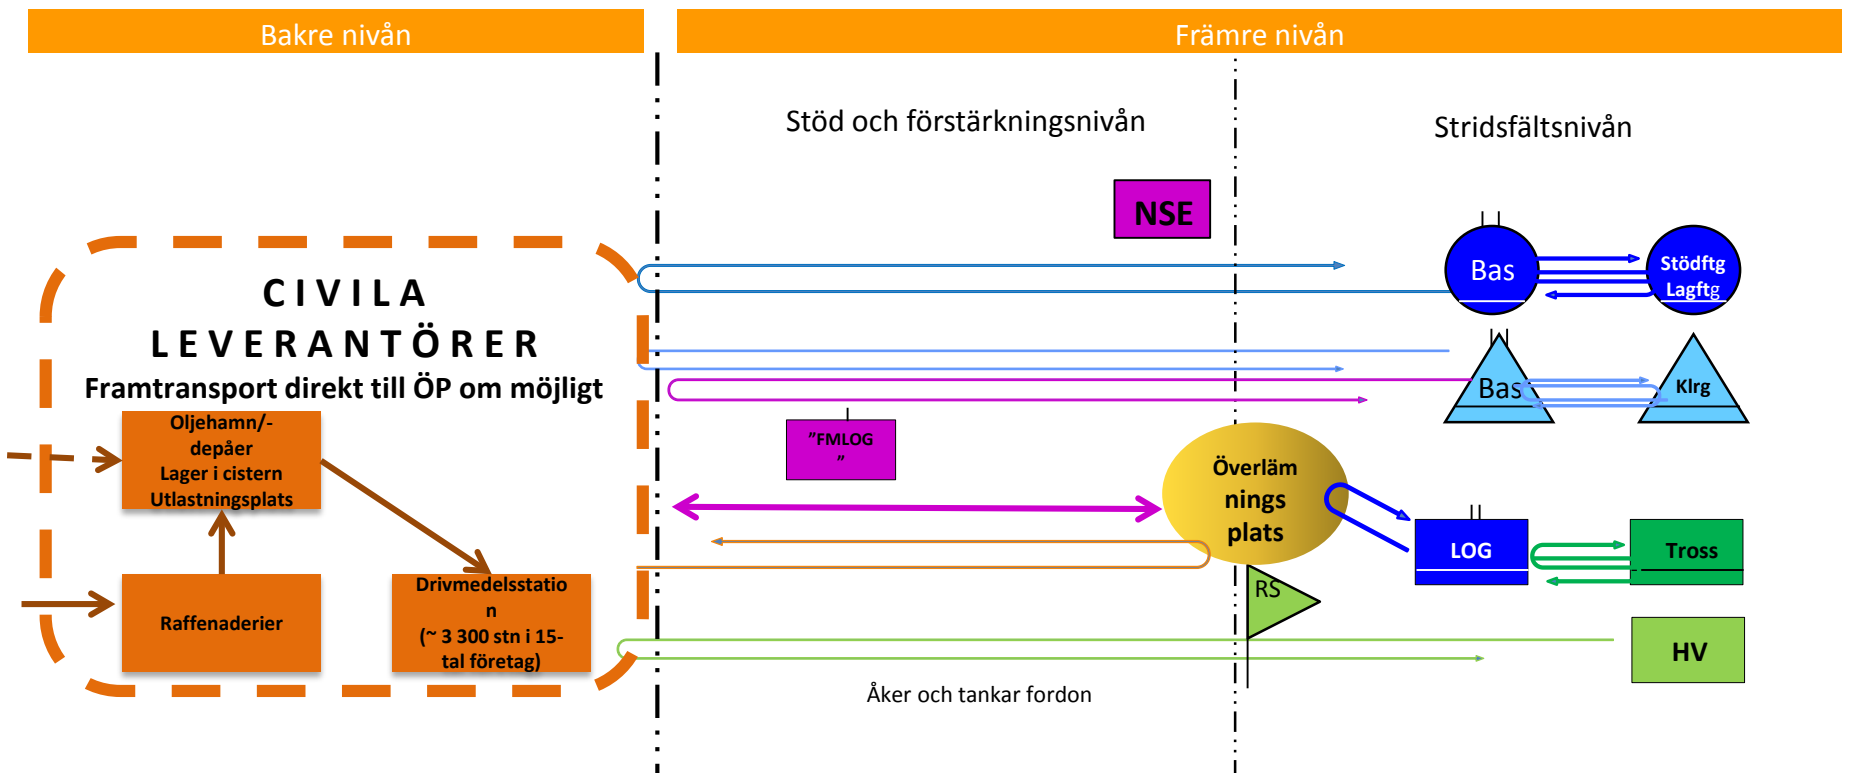 Bakre nivån
Främre nivån
Stöd och förstärkningsnivån
Stridsfältsnivån
NSE
CIVILA
LEVERANTÖRER
Framtransport direkt till ÖP om möjligt
Oljehamn/-
depåer
Lager i cistern
Utlastningsplats
Raffenaderier
Drivmedelsstatio
n
(~ 3 300 stn i 15-
tal företag)
Bas
Stödftg
Lagftg
Bas
Klrg
”FMLOG
”
Överläm
nings
plats
LOG
Tross
RS
HV
Åker och tankar fordon